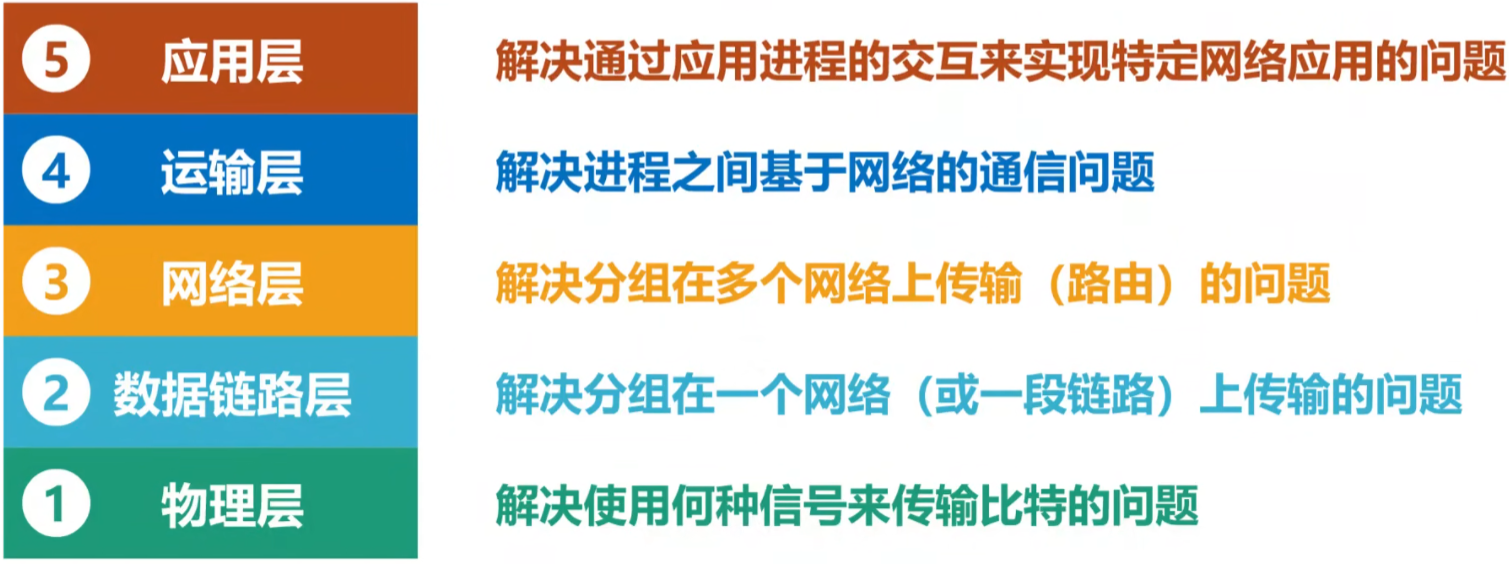 5 应用层 解决通过应用进程的交互来实现特定网络应用的问题
4 运输层 解决进程之间基于网络的通信问题
3 网络层 解决分组在多个网络上传输（路由）的问题
2 数据链路层 解决分组在一个网络（或一段链路）上传输的问题
1 物理层 解决使用何种信号来传输比特的问题